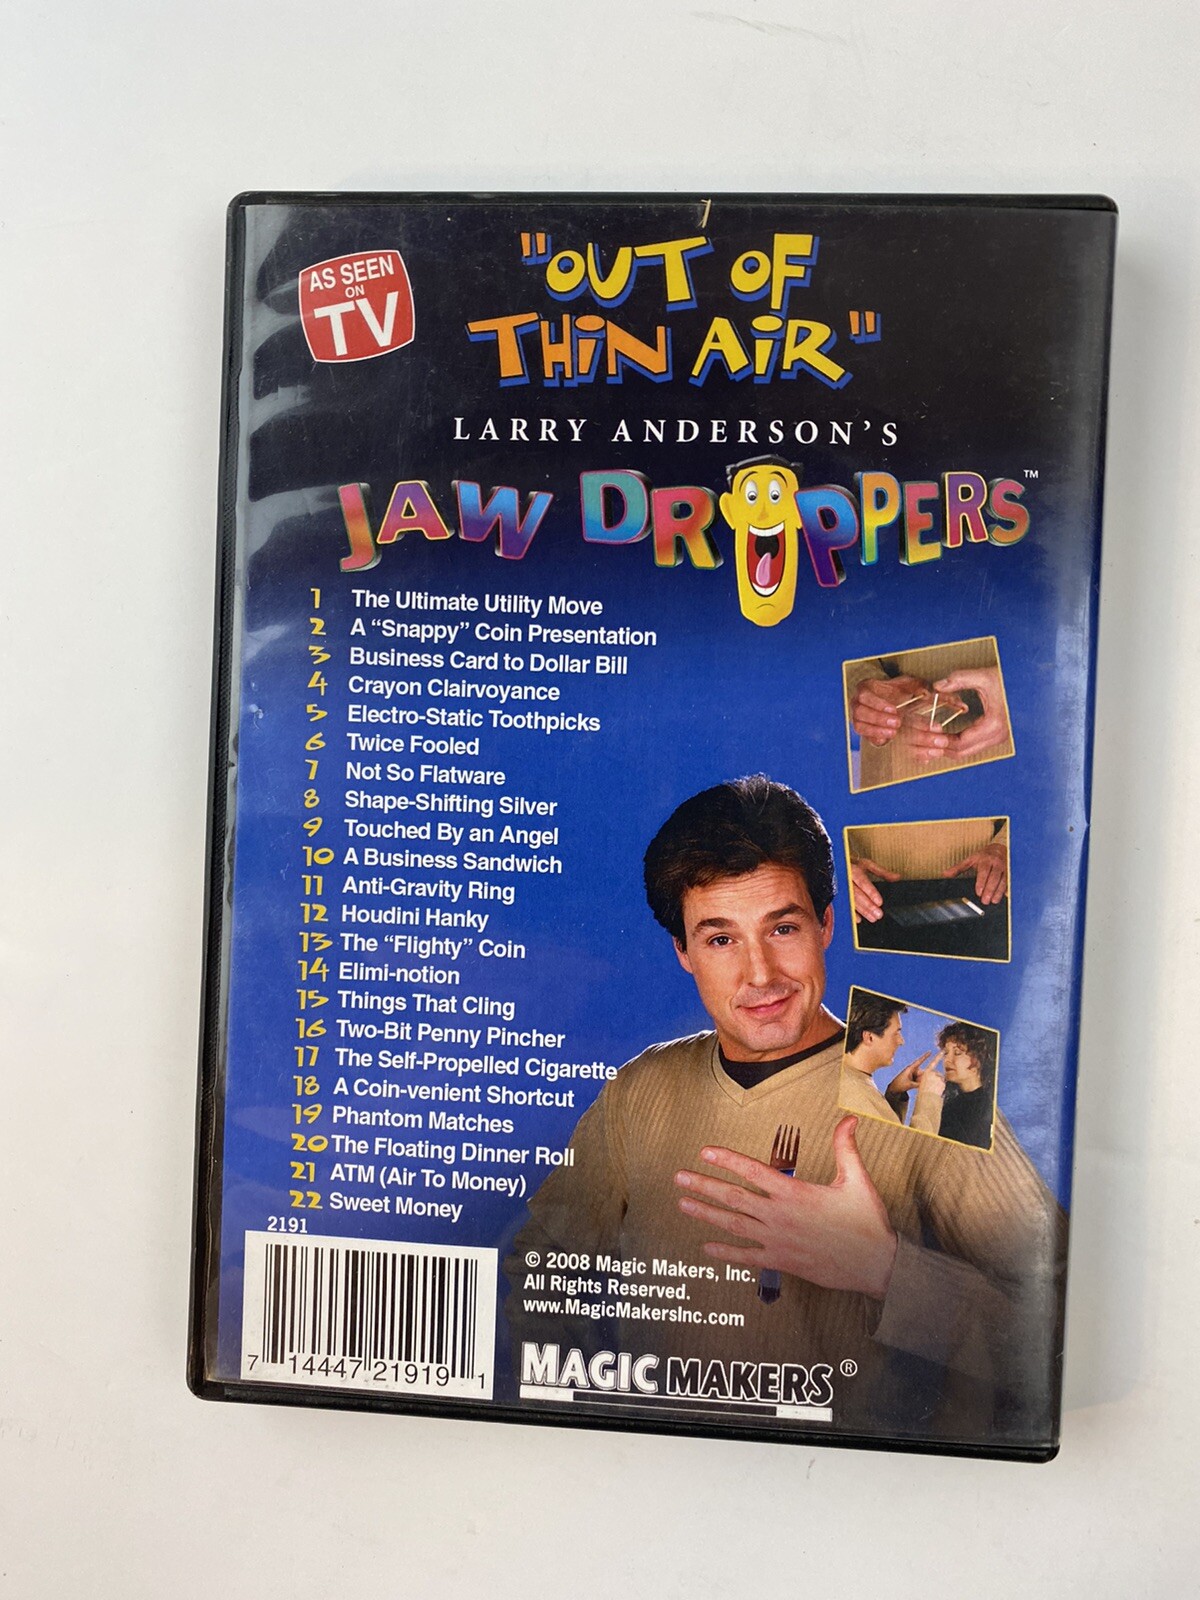 AS SEEN
ON
TV
"OUT OF
THIN AIR"
LARRY ANDERSON'S
JAW DROPPERS™
1 The Ultimate Utility Move
2 A “Snappy” Coin Presentation
3 Business Card to Dollar Bill
4 Crayon Clairvoyance
5 Electro-Static Toothpicks
6 Twice Fooled
7 Not So Flatware
8 Shape-Shifting Silver
9 Touched By an Angel
10 A Business Sandwich
11 Anti-Gravity Ring
12 Houdini Hanky
13 The “Flighty” Coin
14 Elimi-notion
15 Things That Cling
16 Two-Bit Penny Pincher
17 The Self-Propelled Cigarette
18 A Coin-venient Shortcut
19 Phantom Matches
20 The Floating Dinner Roll
21 ATM (Air To Money)
22 Sweet Money
2191
7 14447 21919 1
© 2008 Magic Makers, Inc.
All Rights Reserved.
www.MagicMakersInc.com
MAGIC MAKERS®